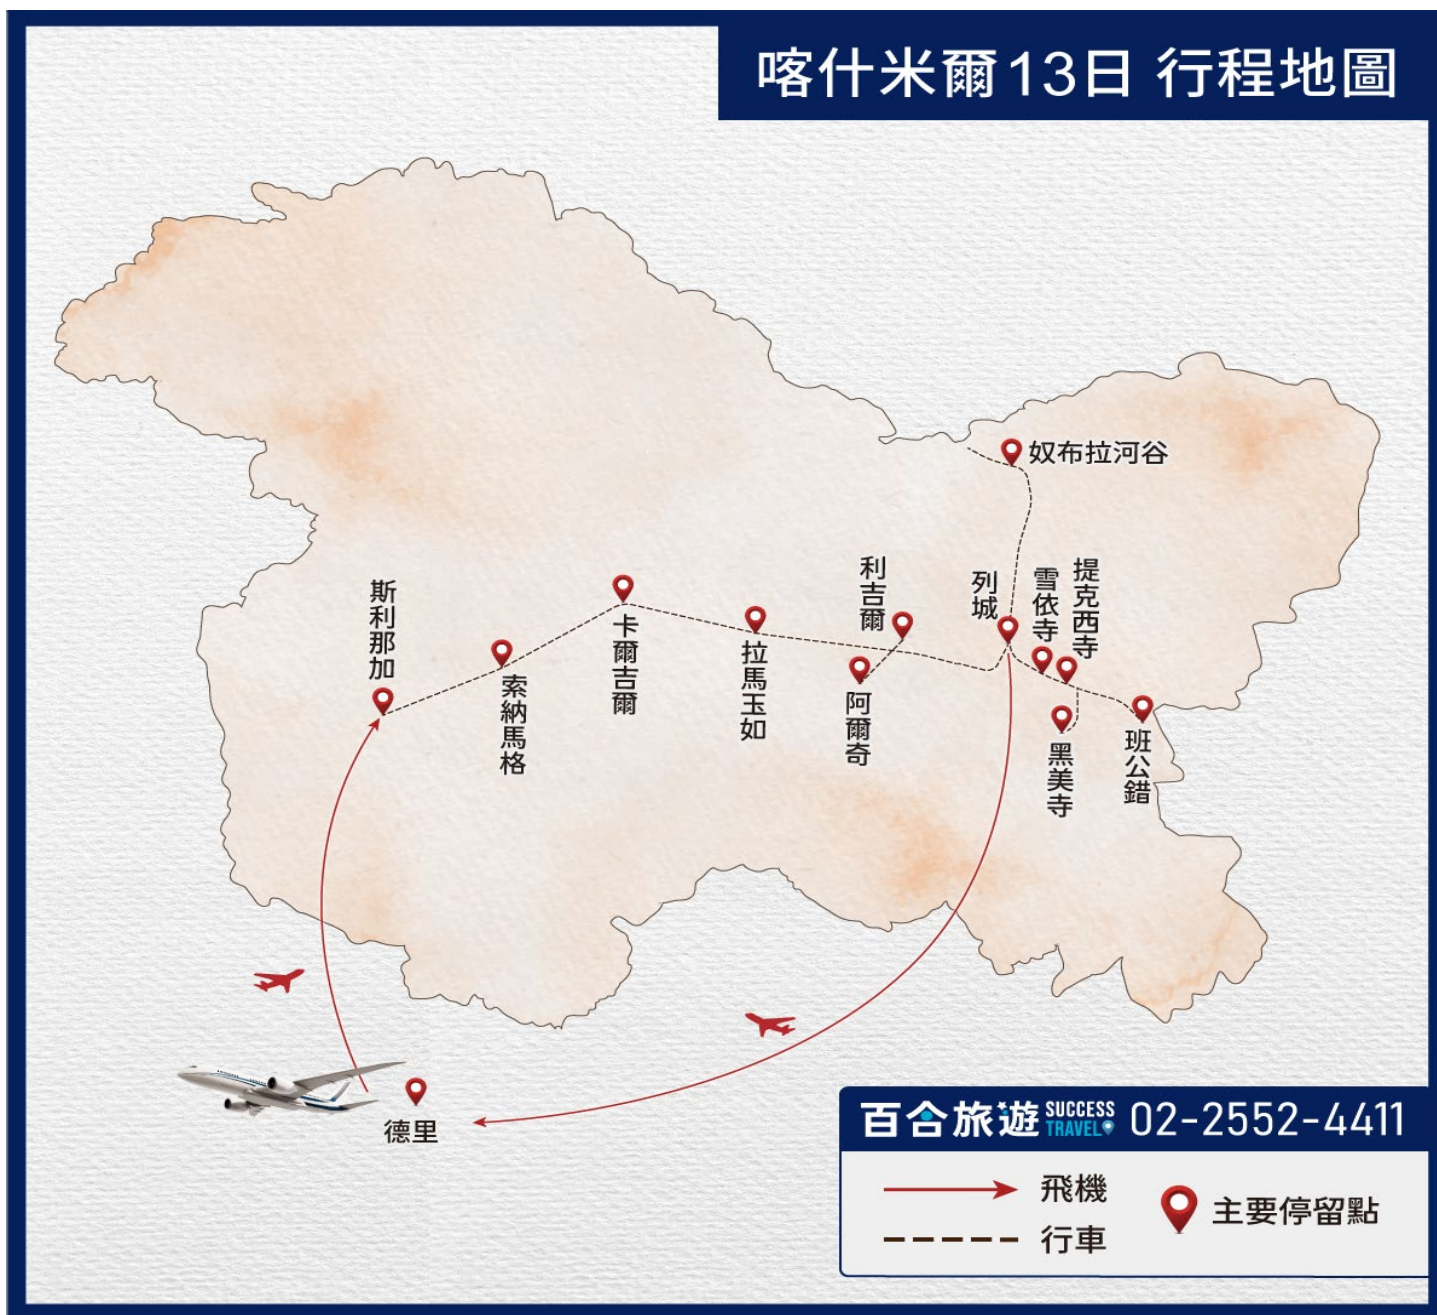 喀什米爾13日 行程地圖
奴布拉河谷
斯利那加
索納馬格
卡爾吉爾
拉馬玉如
利吉爾
阿爾奇
列城
雪依寺
提克西寺
黑美寺
班公錯
德里
百合旅遊 SUCCESS TRAVEL 02-2552-4411
飛機
行車
主要停留點